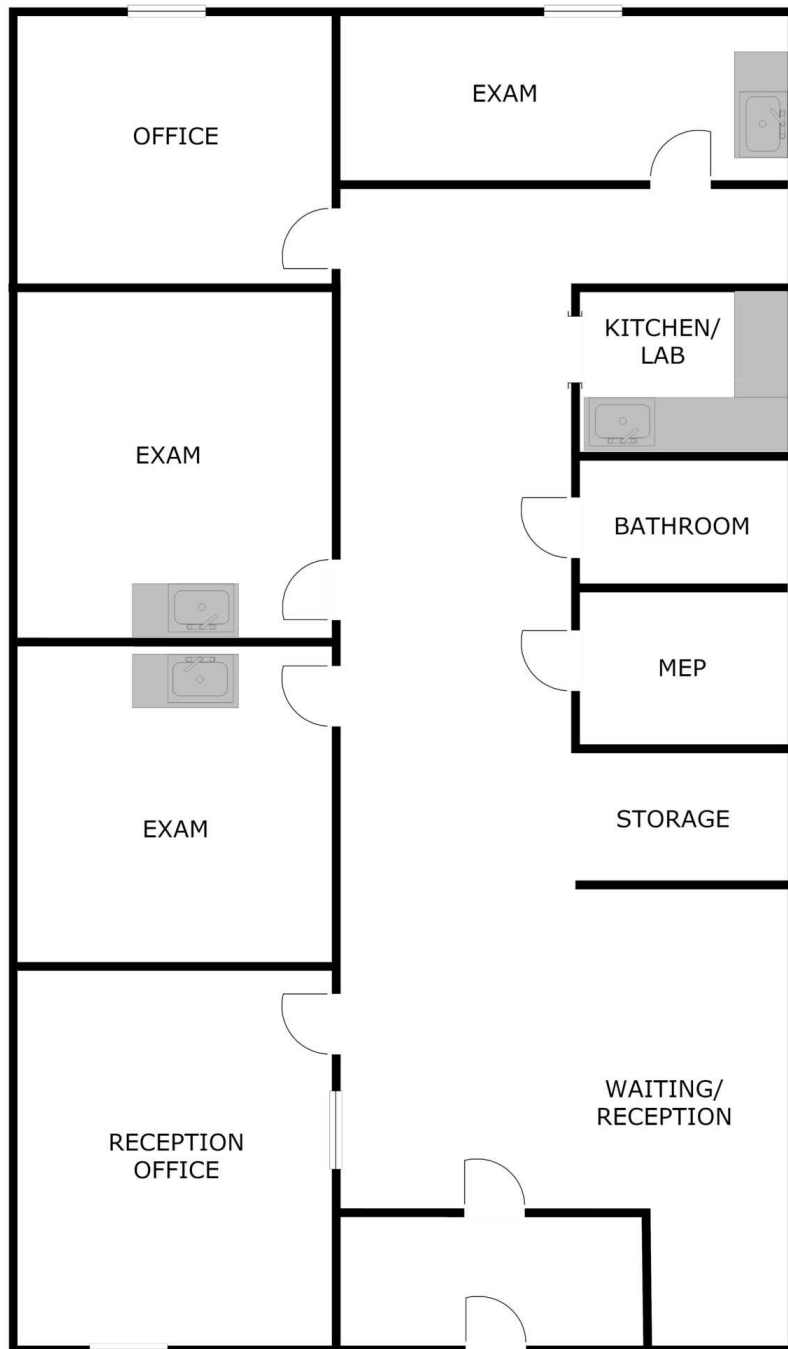 OFFICE
EXAM
KITCHEN/
LAB
EXAM
BATHROOM
MEP
EXAM
STORAGE
WAITING/
RECEPTION
RECEPTION
OFFICE